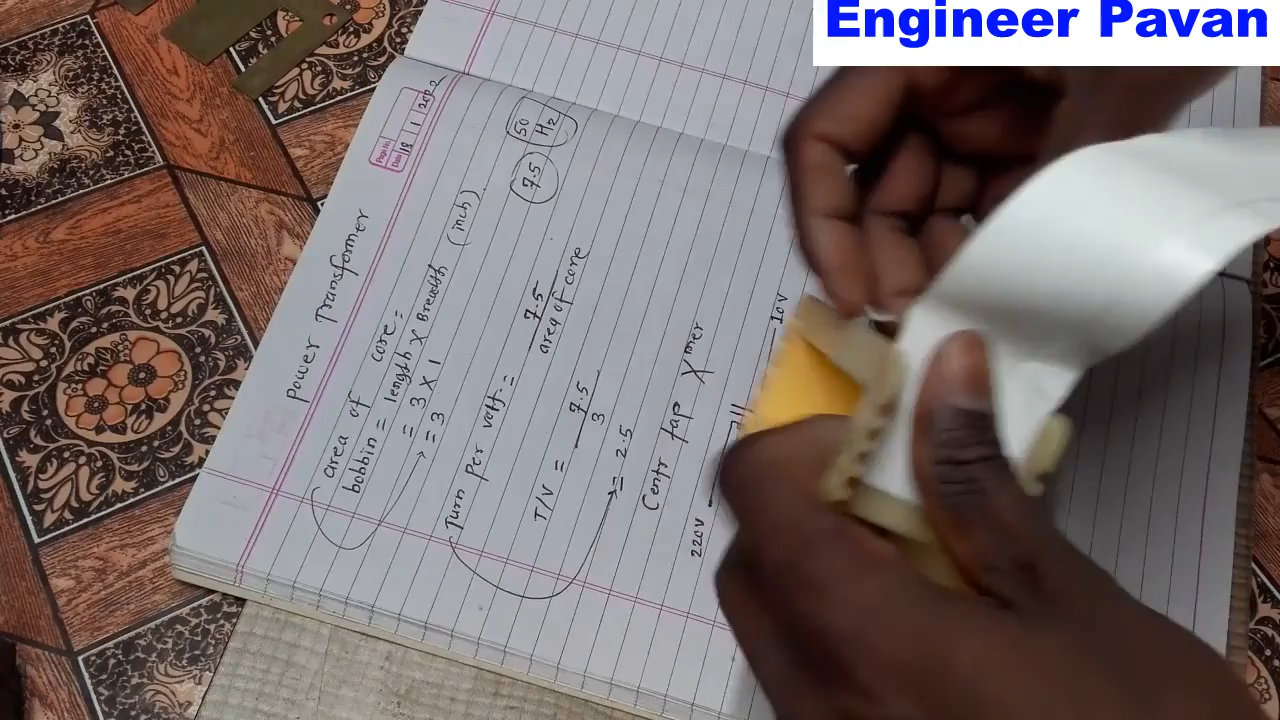 Engineer Pavan
Page No.
Date 18 1 2022
Power Transformer
area of core =
bobbin = length X Breadth (inch)
= 3 X 1
= 3
7.5
50
Hz
Turn Per volt = 7.5
area of core
T/V = 7.5
3
= 2.5
Centr tap Xmer
220V
10V